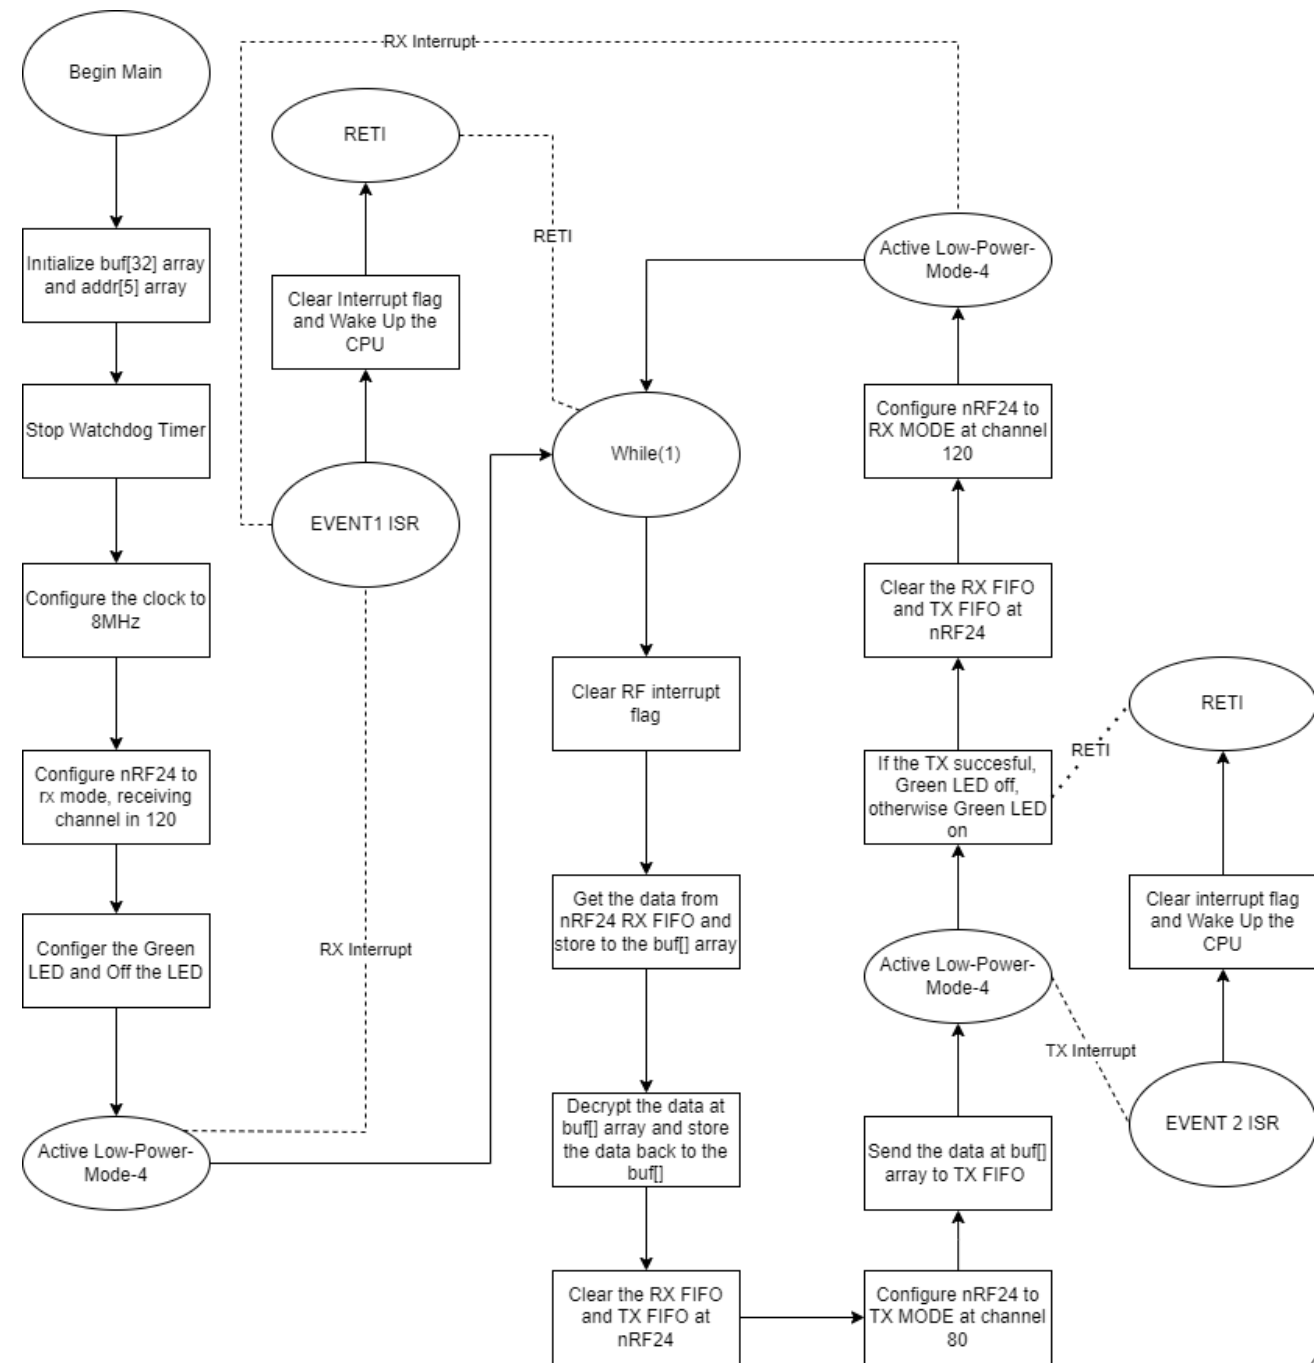 Begin Main
Initialize buf[32] array
and addr[5] array
Stop Watchdog Timer
Configure the clock to
8MHz
Configure nRF24 to
rx mode, receiving
channel in 120
Configer the Green
LED and Off the LED
Active Low-Power-
Mode-4
RX Interrupt
RETI
Clear Interrupt flag
and Wake Up the
CPU
EVENT1 ISR
RX Interrupt
RETI
While(1)
Clear RF interrupt
flag
Get the data from
nRF24 RX FIFO and
store to the buf[] array
Decrypt the data at
buf[] array and store
the data back to the
buf[]
Clear the RX FIFO
and TX FIFO at
nRF24
Active Low-Power-
Mode-4
Configure nRF24 to
RX MODE at channel
120
Clear the RX FIFO
and TX FIFO at
nRF24
If the TX succesful,
Green LED off,
otherwise Green LED
on
Active Low-Power-
Mode-4
Send the data at buf[]
array to TX FIFO
Configure nRF24 to
TX MODE at channel
80
RETI
RETI
Clear interrupt flag
and Wake Up the
CPU
TX Interrupt
EVENT 2 ISR